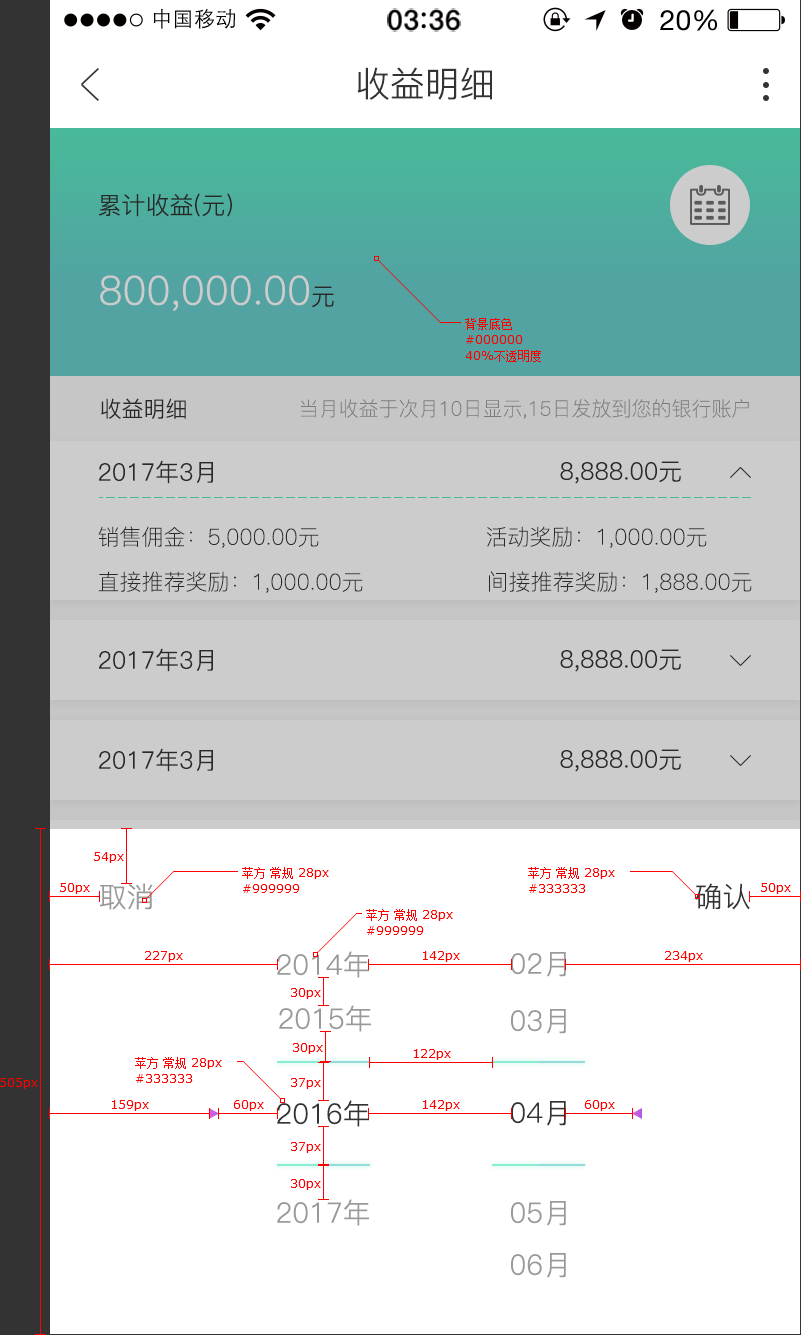 中国移动 03:36 20%
收益明细
累计收益(元)
800,000.00元
背景底色
#000000
40%不透明度
收益明细 当月收益于次月10日显示,15日发放到您的银行账户
2017年3月 8,888.00元
销售佣金：5,000.00元 活动奖励：1,000.00元
直接推荐奖励：1,000.00元 间接推荐奖励：1,888.00元
2017年3月 8,888.00元
2017年3月 8,888.00元
54px
苹方 常规 28px
#999999
苹方 常规 28px
#333333
50px 取消 确认 50px
苹方 常规 28px
#999999
227px 2014年 142px 02月 234px
30px
2015年 03月
30px
122px
苹方 常规 28px
#333333
37px
505px
159px 60px 2016年 142px 04月 60px
37px
30px
2017年 05月
06月